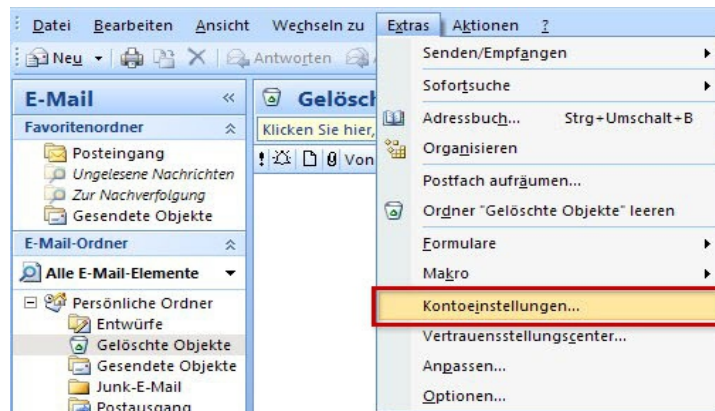 Datei Bearbeiten Ansicht Wechseln zu Extras Aktionen ?
Neu Antworten
E-Mail «
Favoritenordner
Posteingang
Ungelesene Nachrichten
Zur Nachverfolgung
Gesendete Objekte
E-Mail-Ordner
Alle E-Mail-Elemente
Persönliche Ordner
Entwürfe
Gelöschte Objekte
Gesendete Objekte
Junk-E-Mail
Postausgang
Gelösch
Klicken Sie hier,
Von
Senden/Empfangen
Sofortsuche
Adressbuch... Strg+Umschalt+B
Organisieren
Postfach aufräumen...
Ordner "Gelöschte Objekte" leeren
Formulare
Makro
Kontoeinstellungen...
Vertrauensstellungscenter...
Anpassen...
Optionen...